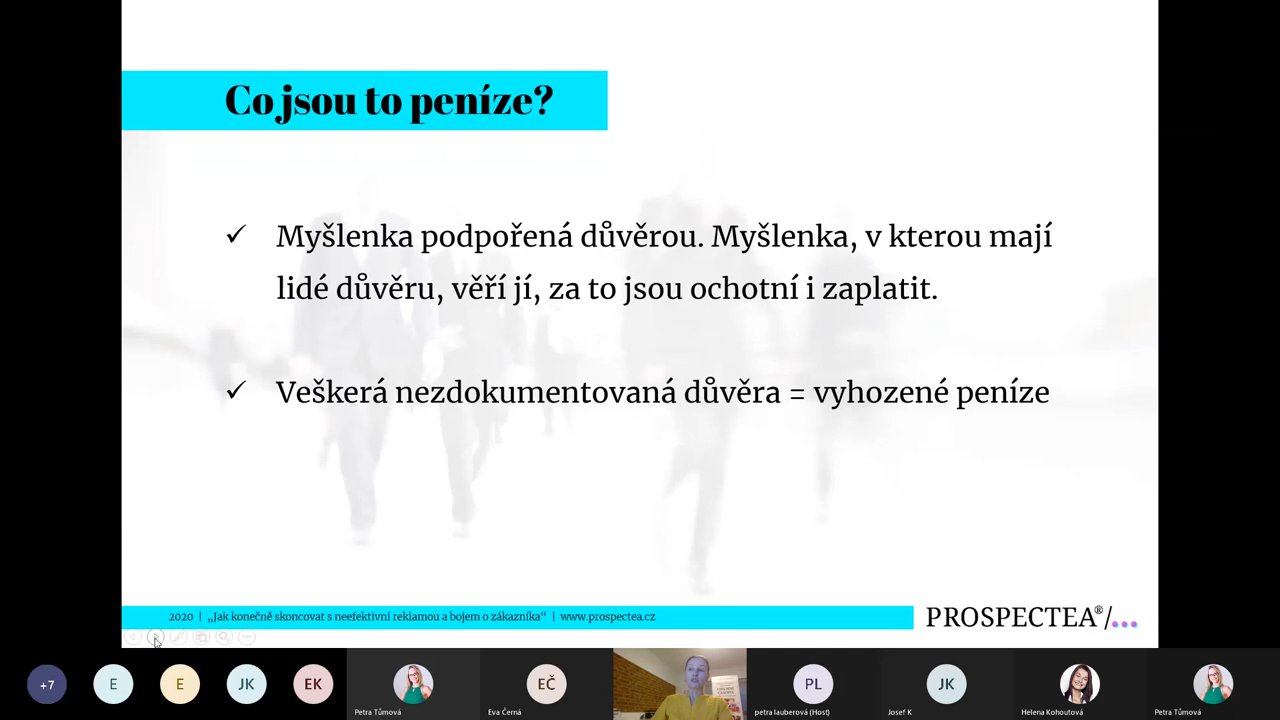 Co jsou to peníze?
✓ Myšlenka podpořená důvěrou. Myšlenka, v kterou mají
lidé důvěru, věří jí, za to jsou ochotní i zaplatit.
✓ Veškerá nezdokumentovaná důvěra = vyhozené peníze
2020 | „Jak konečně skoncovat s neefektivní reklamou a bojem o zákazníka“ | www.prospectea.cz
PROSPECTEA®/...
+7
E
E
JK
EK
Petra Tůmová
EČ
Eva Černá
PL
petra lauberová (Host)
JK
Josef K
Helena Kohoutová
Petra Tůmová